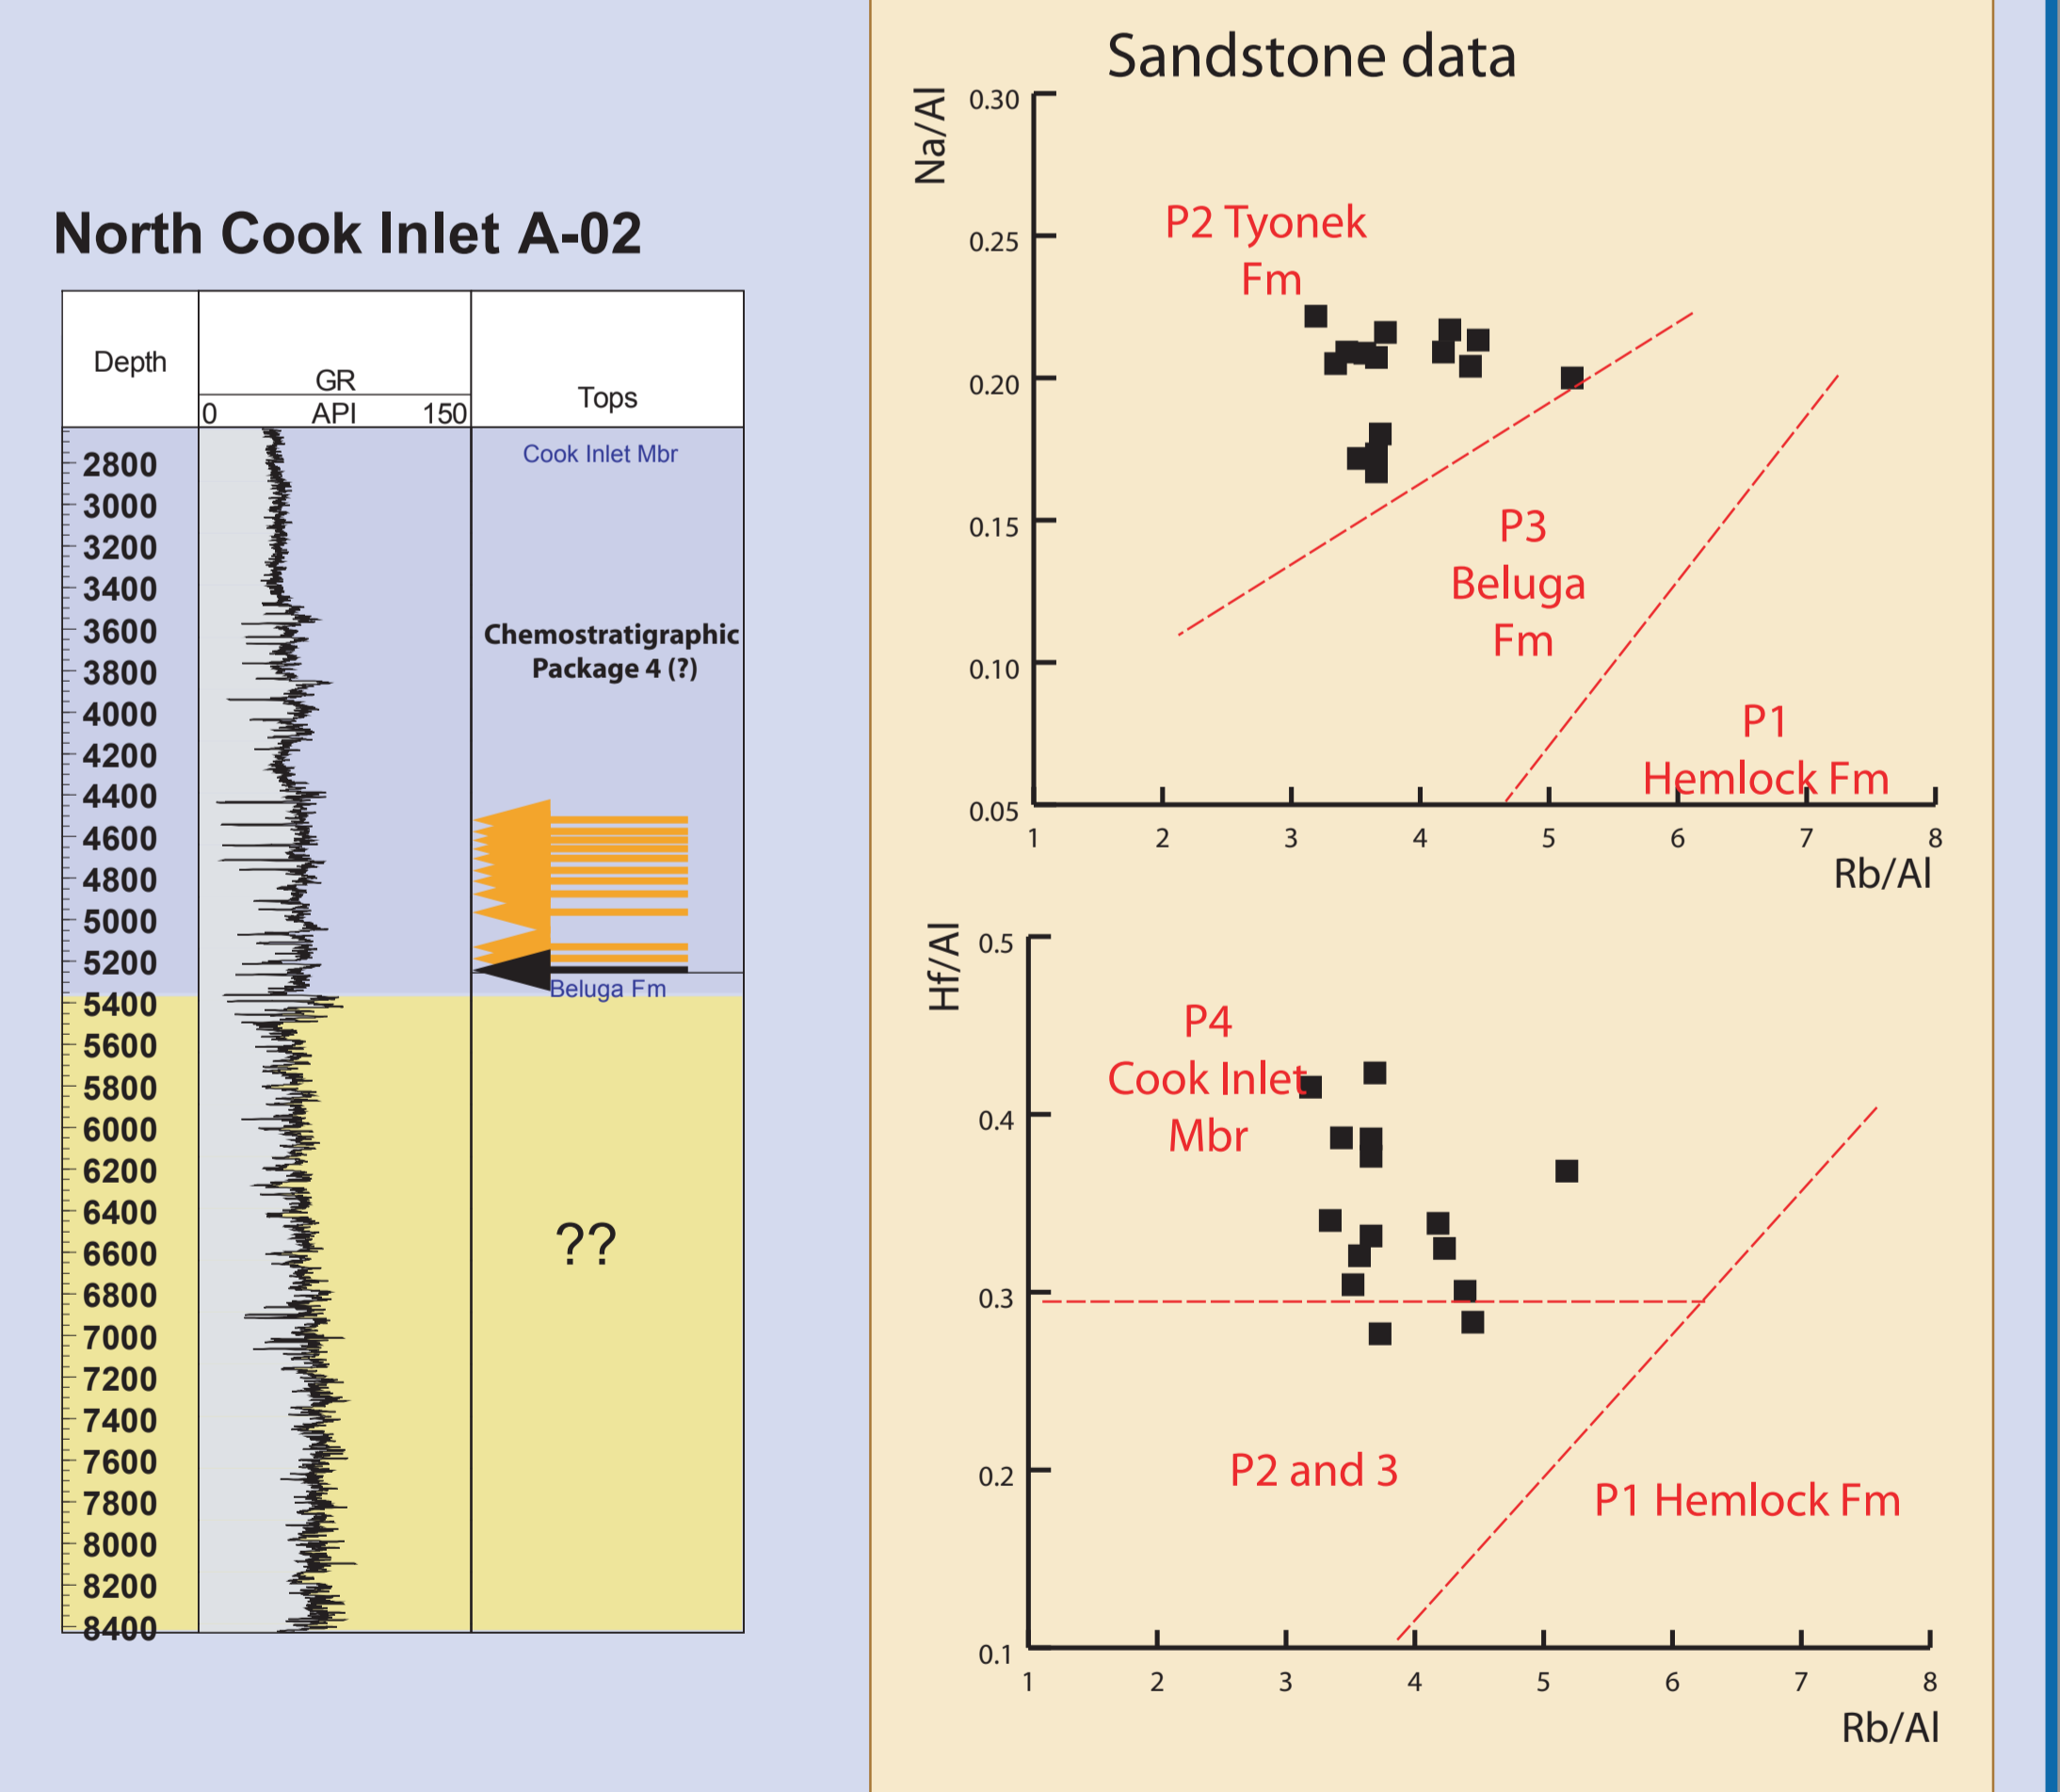 North Cook Inlet A-02
Depth
GR
0 API 150
Tops
Cook Inlet Mbr
2800
3000
3200
3400
3600
3800
4000
4200
4400
4600
4800
5000
5200
5400
5600
5800
6000
6200
6400
6600
6800
7000
7200
7400
7600
7800
8000
8200
8400
Chemostratigraphic
Package 4 (?)
Beluga Fm
??
Sandstone data
Na/Al
0.30
0.25
0.20
0.15
0.10
0.05
P2 Tyonek
Fm
P3
Beluga
Fm
P1
Hemlock Fm
1 2 3 4 5 6 7 8
Rb/Al
Hf/Al
0.5
0.4
0.3
0.2
0.1
P4
Cook Inlet
Mbr
P2 and 3
P1 Hemlock Fm
1 2 3 4 5 6 7 8
Rb/Al